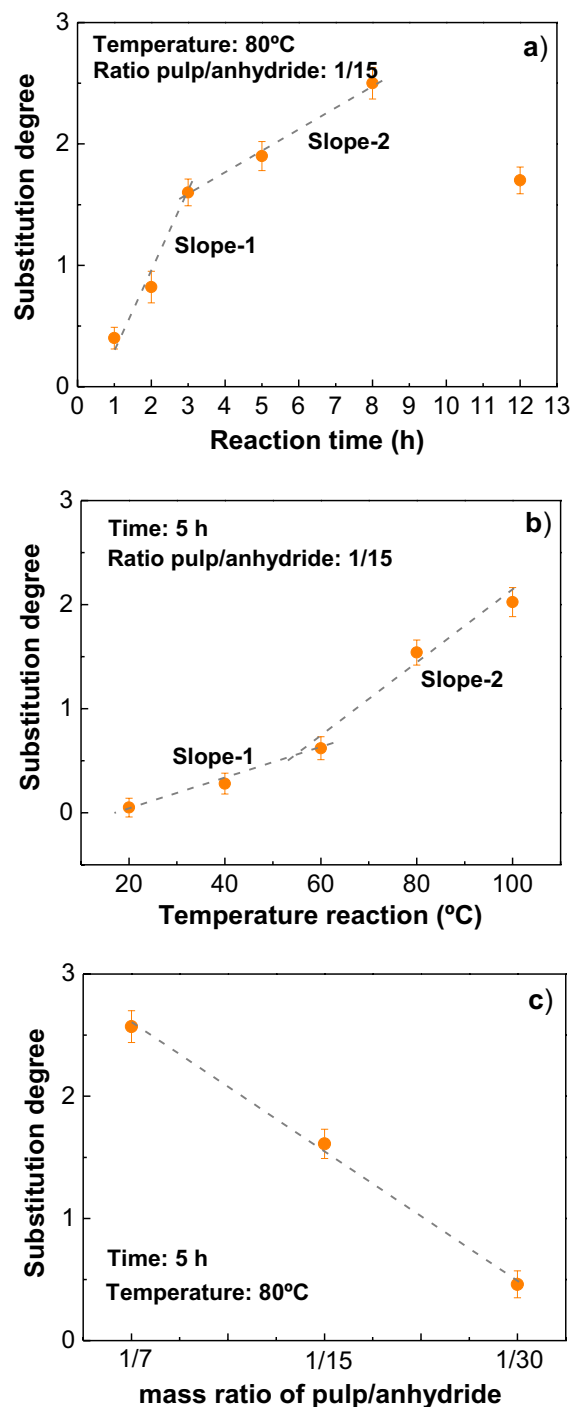 3
Temperature: 80ºC
a)
Ratio pulp/anhydride: 1/15
Slope-2
2
Slope-1
1
0
0 1 2 3 4 5 6 7 8 9 10 11 12 13
Reaction time (h)
Substitution degree
3
Time: 5 h
b)
Ratio pulp/anhydride: 1/15
2
Slope-2
Slope-1
1
0
20 40 60 80 100
Temperature reaction (ºC)
Substitution degree
3
c)
2
1
Time: 5 h
Temperature: 80ºC
0
1/7 1/15 1/30
mass ratio of pulp/anhydride
Substitution degree